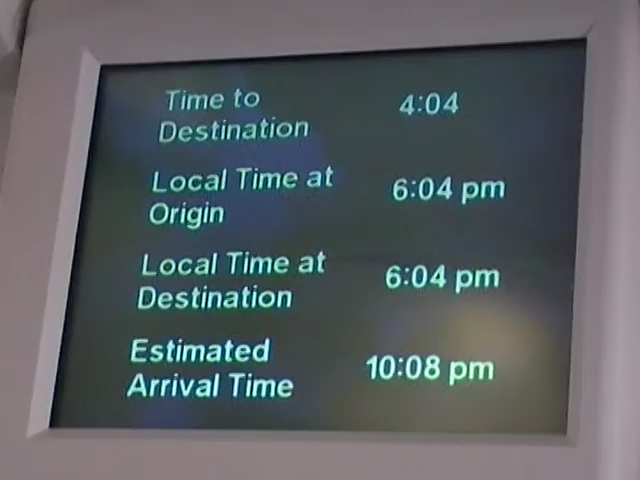 Time to
Destination
4:04
Local Time at
Origin
6:04 pm
Local Time at
Destination
6:04 pm
Estimated
Arrival Time
10:08 pm